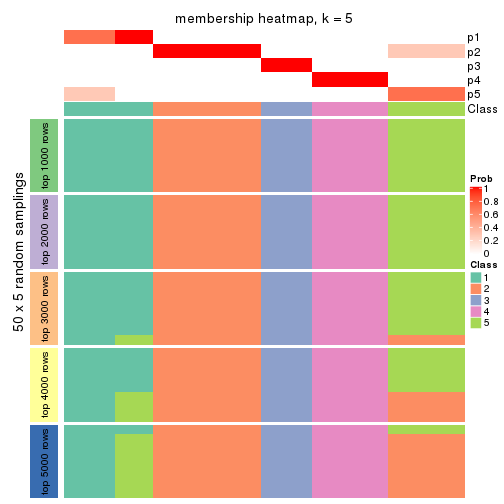 membership heatmap, k = 5
p1
p2
p3
p4
p5
Class
50 x 5 random samplings
top 1000 rows
top 2000 rows
top 3000 rows
top 4000 rows
top 5000 rows
Prob
1
0.8
0.6
0.4
0.2
0
Class
1
2
3
4
5